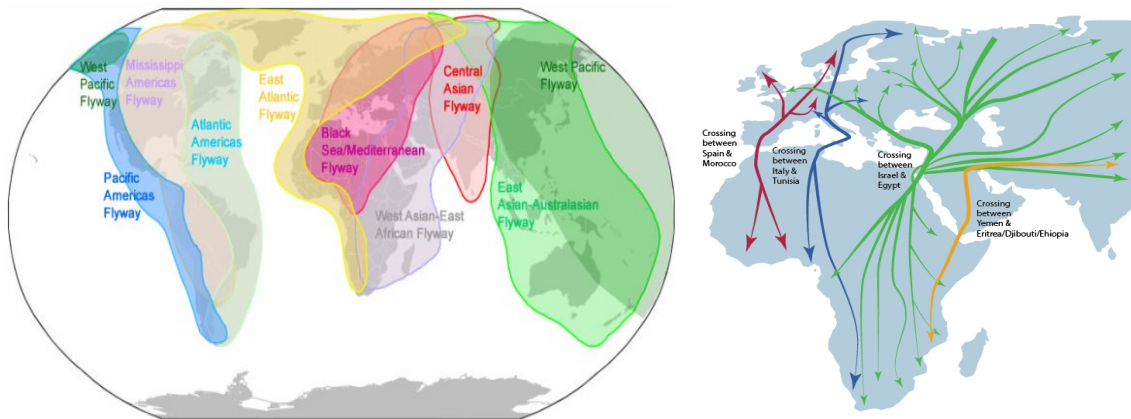 West
Pacific
Flyway
Mississippi
Americas
Flyway
Atlantic
Americas
Flyway
Pacific
Americas
Flyway
East
Atlantic
Flyway
Black
Sea/Mediterranean
Flyway
Central
Asian
Flyway
West Pacific
Flyway
West Asian-East
African Flyway
East
Asian-Australasian
Flyway
Crossing
between
Spain &
Morocco
Crossing
between
Italy &
Tunisia
Crossing
between
Israel &
Egypt
Crossing
between
Yemen &
Eritrea/Djibouti/Ehiopia